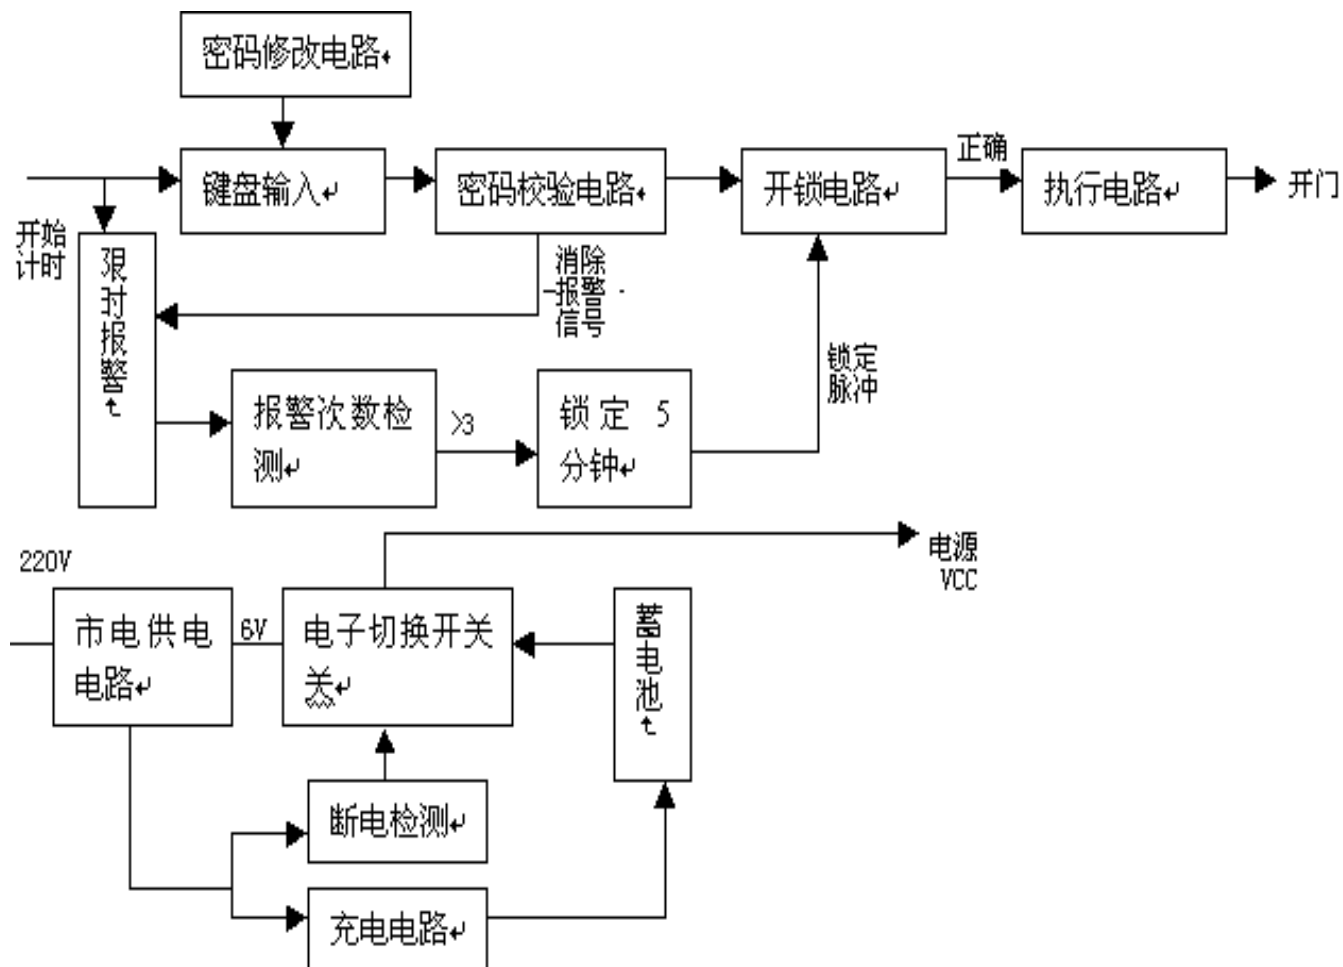 密码修改电路
键盘输入
密码校验电路
开锁电路
正确
执行电路
开门
开始
计时
限时报警
消除
报警
信号
锁定
脉冲
报警次数检
测
>3
锁定 5
分钟
220V
电源
VCC
市电供电
电路
6V
电子切换开关
关
蓄电池
断电检测
充电电路